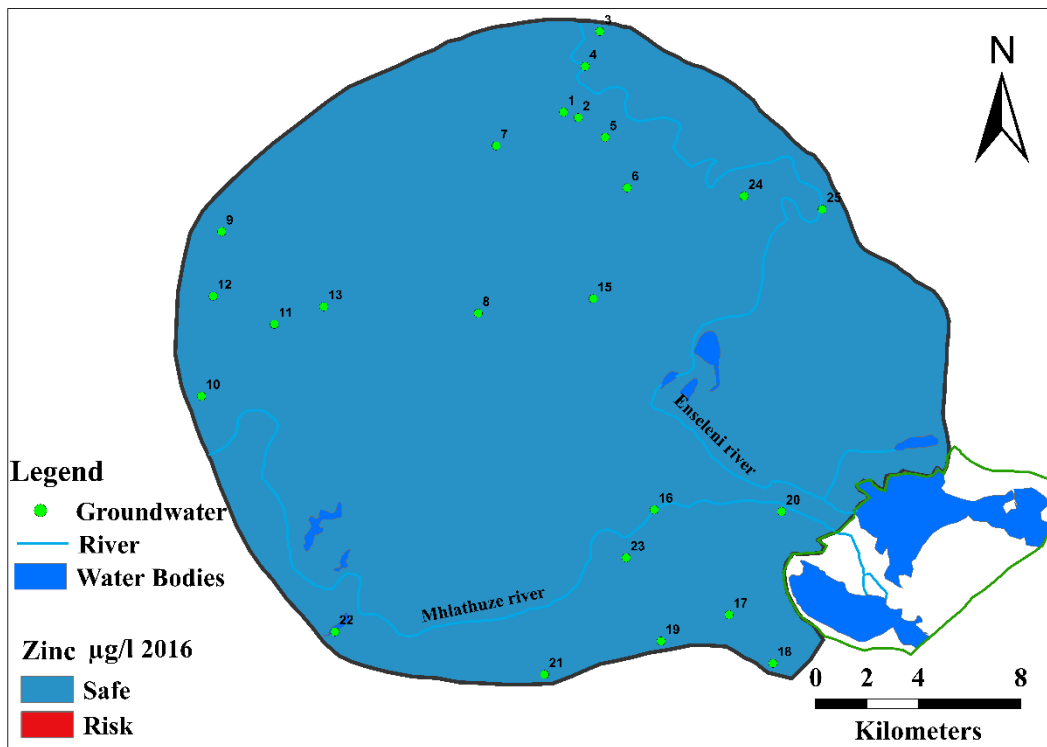 3
4
1
2
5
7
6
24
25
9
12
11
13
8
15
10
N
Enseleni river
16
20
23
Mhlathuze river
17
22
19
18
21
Legend
Groundwater
River
Water Bodies
Zinc µg/l 2016
Safe
Risk
0 2 4 8
Kilometers